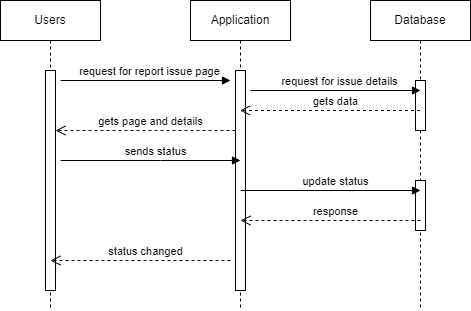 Users
Application
Database
request for report issue page
request for issue details
gets data
gets page and details
sends status
update status
response
status changed